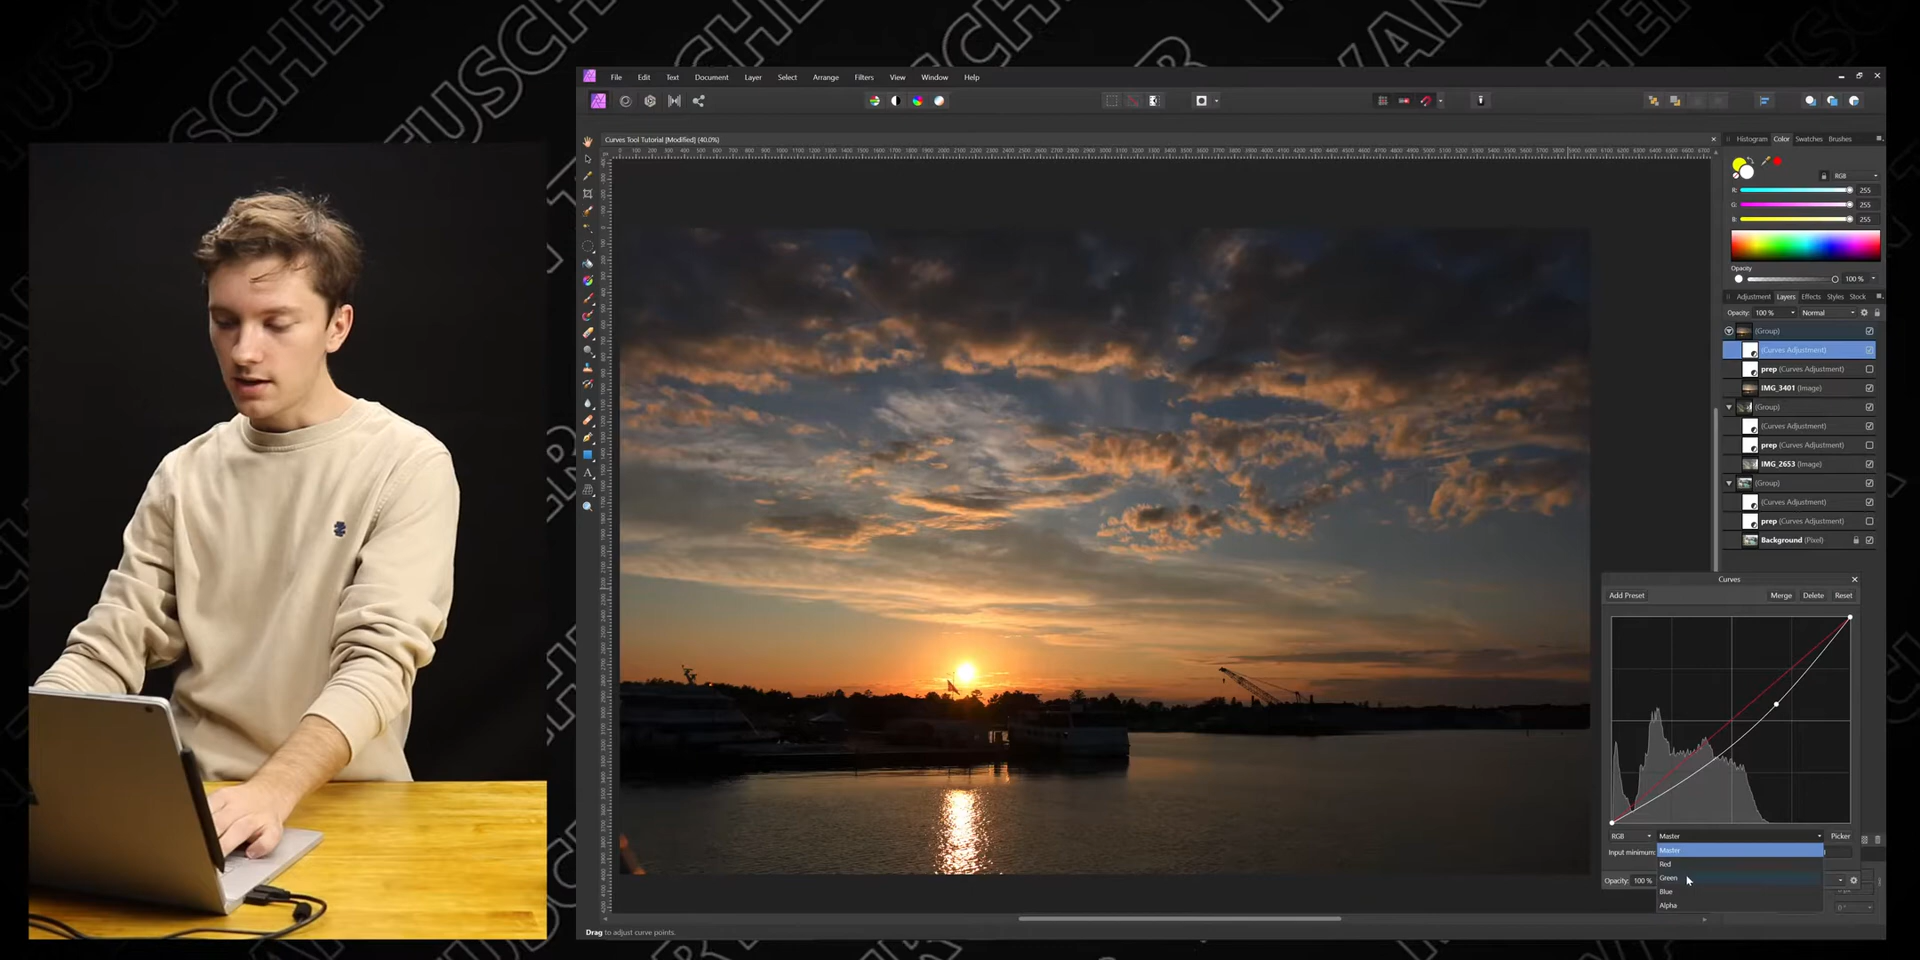 TUSCHER
File Edit Text Document Layer Select Arrange Filters View Window Help
Curves Tool Tutorial [Modified] (40.0%)
Histogram Color Swatches Brushes
RGB
R: 255
G: 255
B: 255
Opacity
100 %
Adjustment Layers Effects Styles Stock
Opacity: 100 % Normal
(Group)
(Curves Adjustment)
prep (Curves Adjustment)
IMG_3401 (Image)
(Group)
(Curves Adjustment)
prep (Curves Adjustment)
IMG_2653 (Image)
(Group)
(Curves Adjustment)
prep (Curves Adjustment)
Background (Pixel)
Curves
Add Preset Merge Delete Reset
RGB Master Picker
Input minimum:
Master
Red
Green
Blue
Alpha
Opacity: 100 %
Drag to adjust curve points.